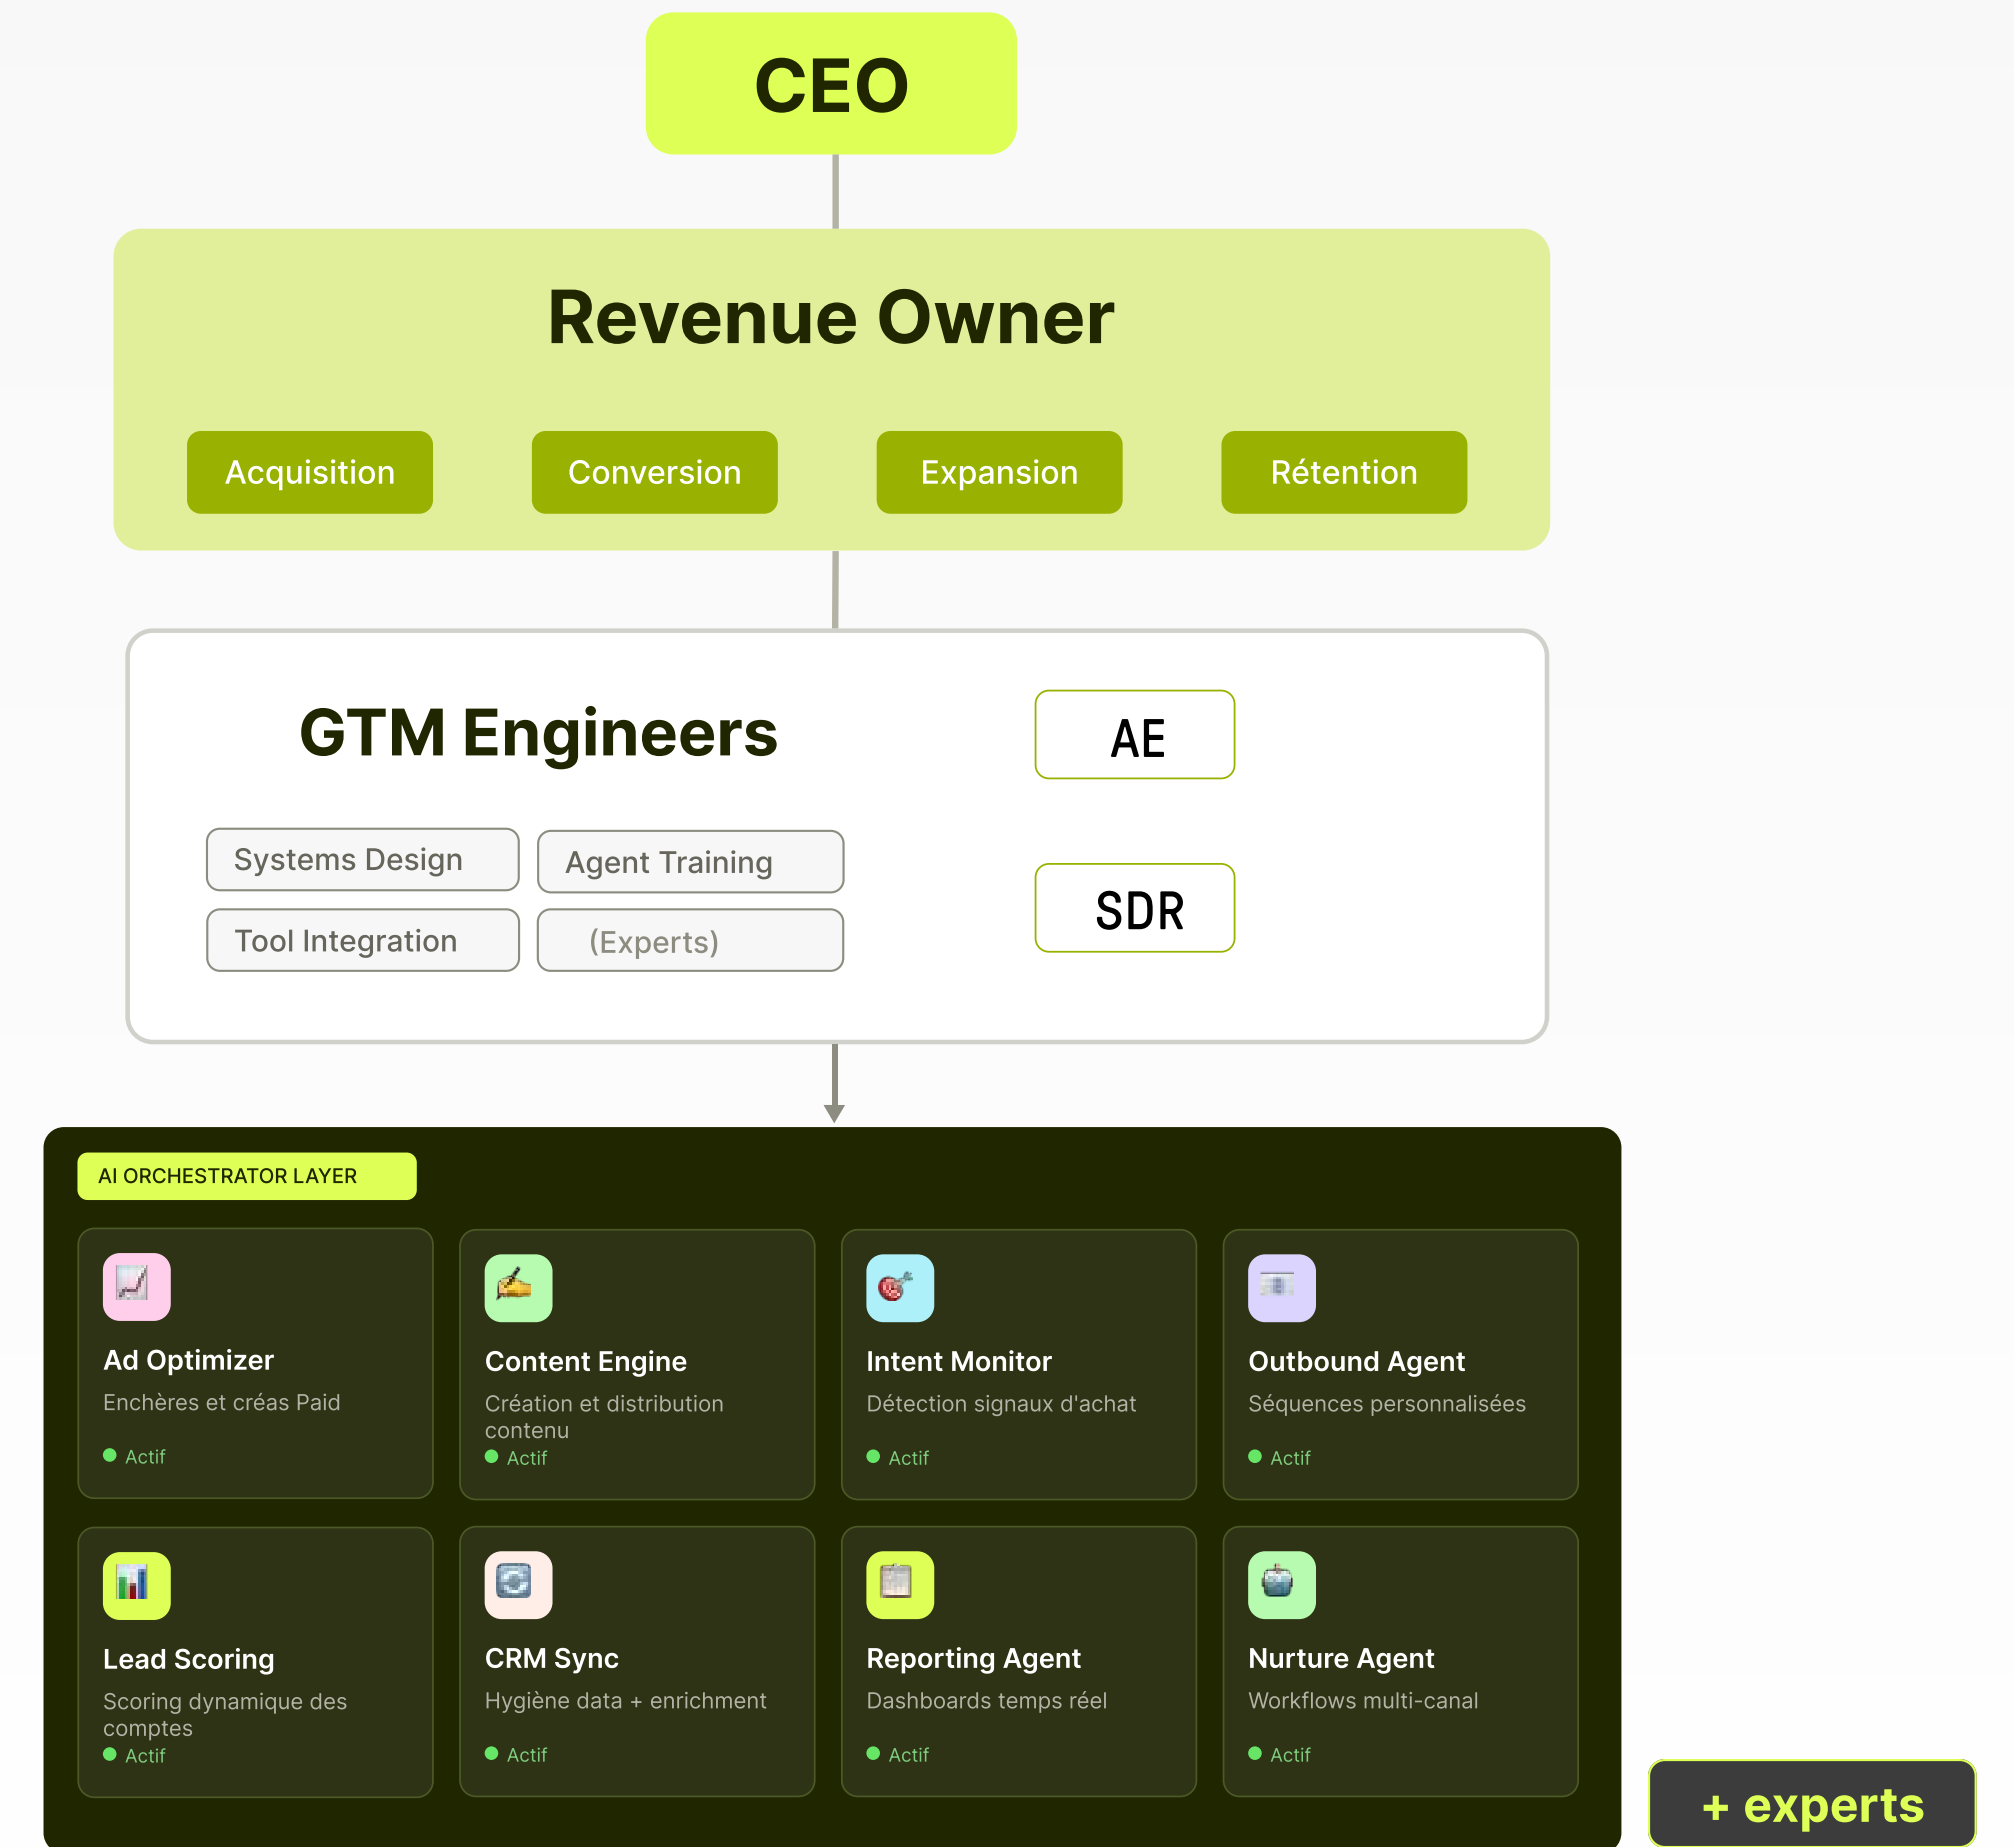 CEO
Revenue Owner
Acquisition
Conversion
Expansion
Rétention
GTM Engineers
AE
Systems Design
Agent Training
Tool Integration
(Experts)
SDR
AI ORCHESTRATOR LAYER
Ad Optimizer
Enchères et créas Paid
Actif
Content Engine
Création et distribution
contenu
Actif
Intent Monitor
Détection signaux d'achat
Actif
Outbound Agent
Séquences personnalisées
Actif
Lead Scoring
Scoring dynamique des
comptes
Actif
CRM Sync
Hygiène data + enrichment
Actif
Reporting Agent
Dashboards temps réel
Actif
Nurture Agent
Workflows multi-canal
Actif
+ experts